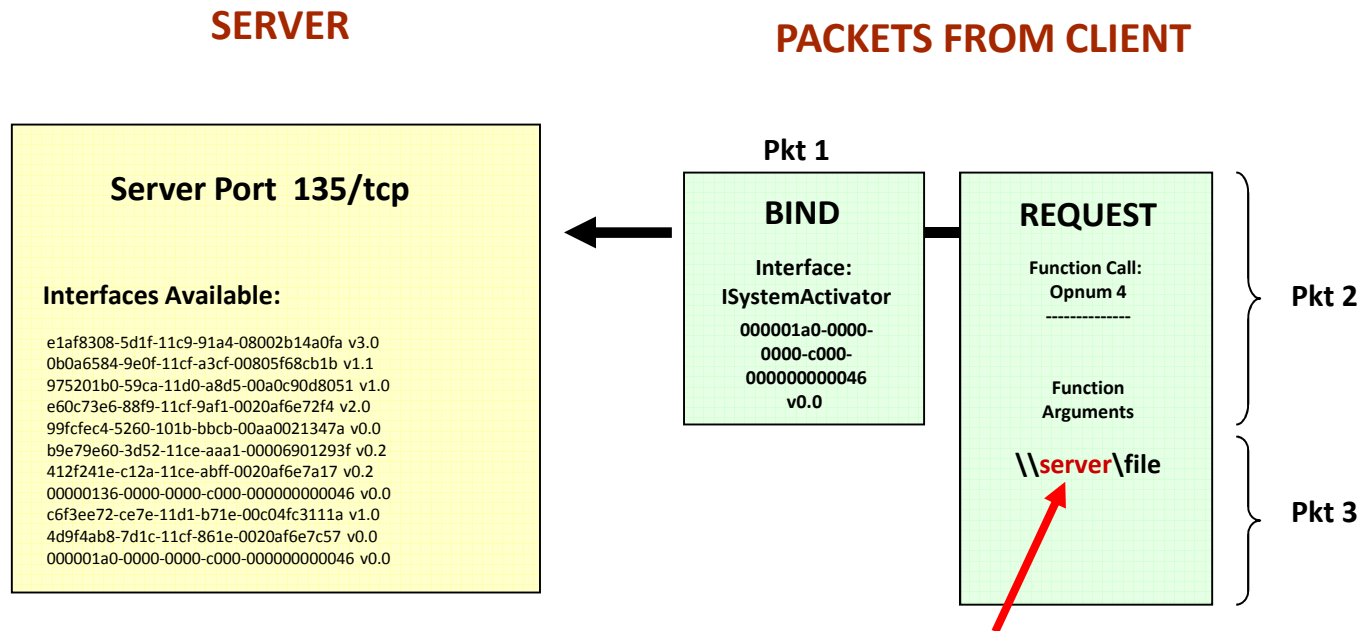 SERVER
PACKETS FROM CLIENT
Server Port 135/tcp
Interfaces Available:
e1af8308-5d1f-11c9-91a4-08002b14a0fa v3.0
0b0a6584-9e0f-11cf-a3cf-00805f68cb1b v1.1
975201b0-59ca-11d0-a8d5-00a0c90d8051 v1.0
e60c73e6-88f9-11cf-9af1-0020af6e72f4 v2.0
99fcfec4-5260-101b-bbcb-00aa0021347a v0.0
b9e79e60-3d52-11ce-aaa1-00006901293f v0.2
412f241e-c12a-11ce-abff-0020af6e7a17 v0.2
00000136-0000-0000-c000-000000000046 v0.0
c6f3ee72-ce7e-11d1-b71e-00c04fc3111a v1.0
4d9f4ab8-7d1c-11cf-861e-0020af6e7c57 v0.0
000001a0-0000-0000-c000-000000000046 v0.0
Pkt 1
BIND
Interface:
ISystemActivator
000001a0-0000-
0000-c000-
000000000046
v0.0
REQUEST
Function Call:
Opnum 4
--------------
Function
Arguments
\\server\file
Pkt 2
Pkt 3